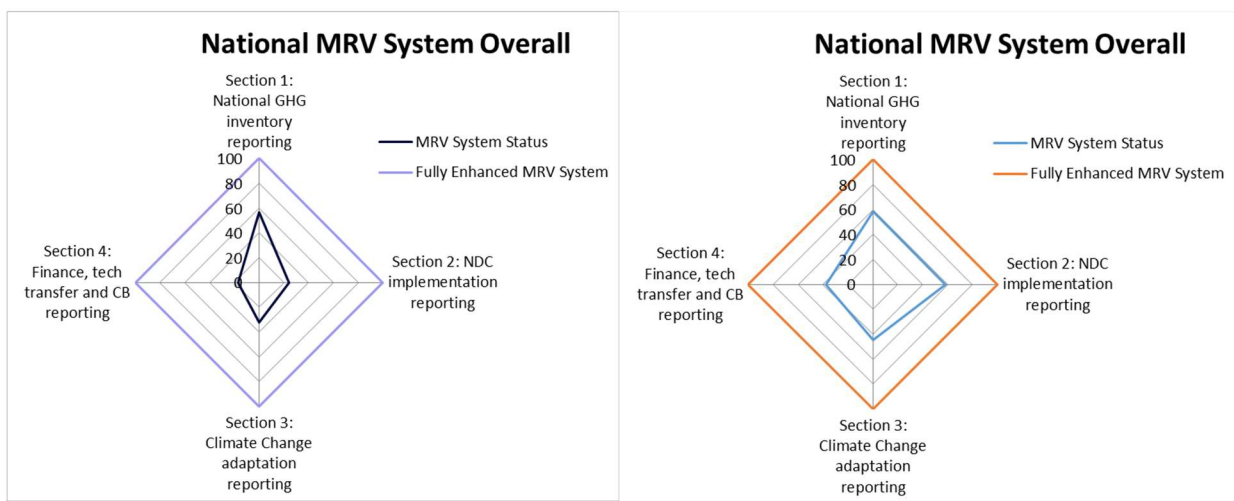 National MRV System Overall
Section 1:
National GHG
inventory
reporting
MRV System Status
Fully Enhanced MRV System
100
80
60
40
20
0
Section 2: NDC
implementation
reporting
Section 3:
Climate Change
adaptation
reporting
Section 4:
Finance, tech
transfer and CB
reporting
National MRV System Overall
Section 1:
National GHG
inventory
reporting
MRV System Status
Fully Enhanced MRV System
100
80
60
40
20
0
Section 2: NDC
implementation
reporting
Section 3:
Climate Change
adaptation
reporting
Section 4:
Finance, tech
transfer and CB
reporting